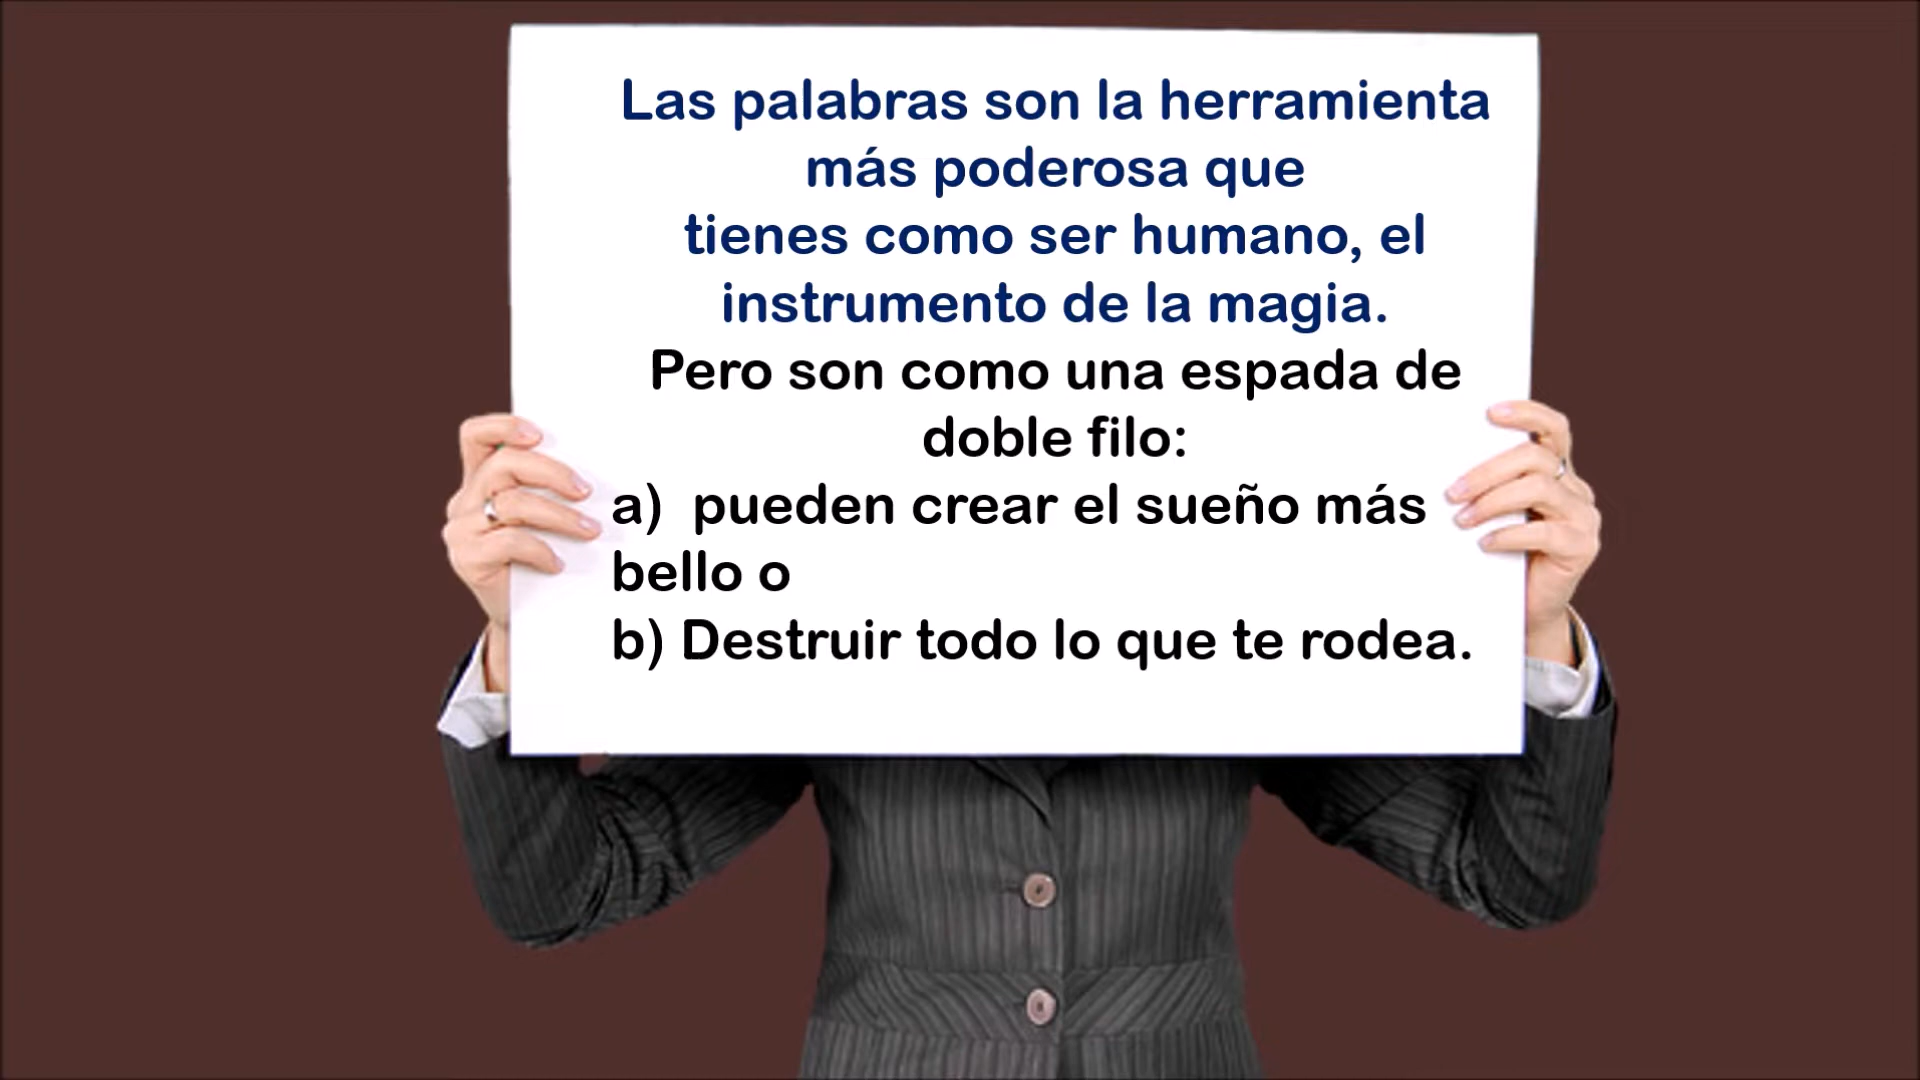 Las palabras son la herramienta
más poderosa que
tienes como ser humano, el
instrumento de la magia.
Pero son como una espada de
doble filo:
a)  pueden crear el sueño más
bello o
b) Destruir todo lo que te rodea.